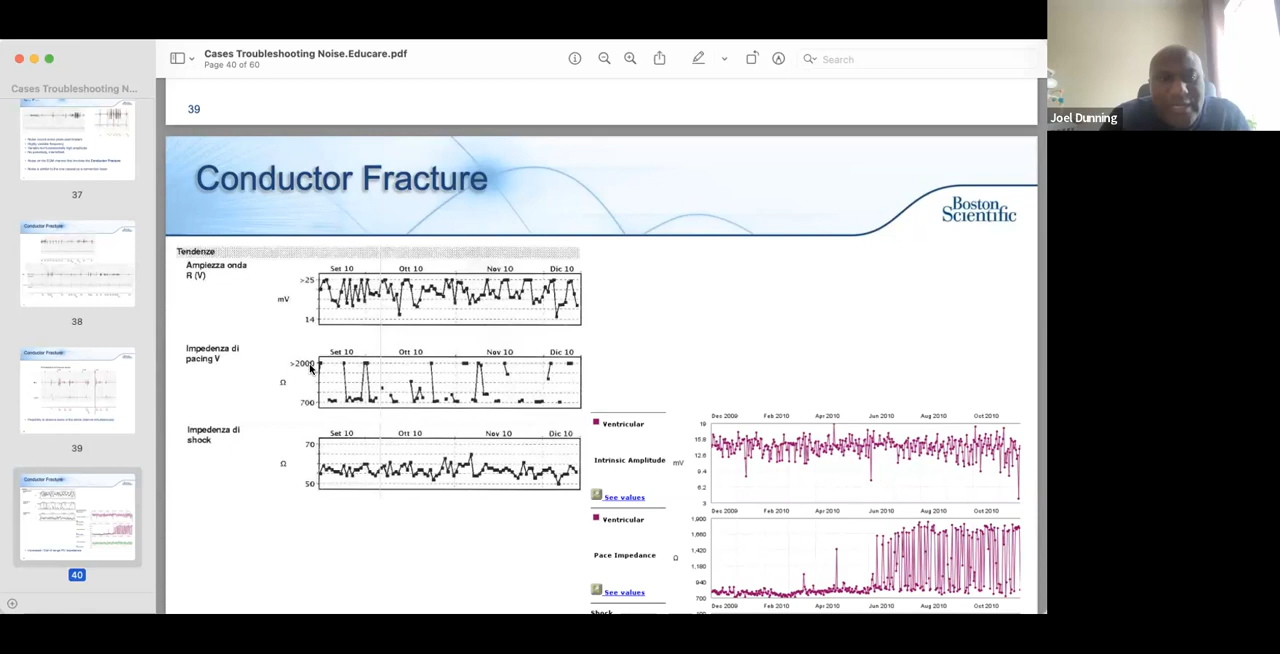 Cases Troubleshooting Noise.Educare.pdf
Page 40 of 60
Search
Cases Troubleshooting N...
37
Conductor Fracture
38
Conductor Fracture
39
Conductor Fracture
40
39
Conductor Fracture
Boston
Scientific
Tendenze
Ampiezza onda
R (V)
Set 10 Ott 10 Nov 10 Dic 10
>25
mV
14
Impedenza di
pacing V
Set 10 Ott 10 Nov 10 Dic 10
>2000
Ω
700
Impedenza di
shock
Set 10 Ott 10 Nov 10 Dic 10
70
Ω
50
Ventricular
Intrinsic Amplitude
mV
See values
Dec 2009 Feb 2010 Apr 2010 Jun 2010 Aug 2010 Oct 2010
19
15.8
12.6
9.4
6.2
3
Dec 2009 Feb 2010 Apr 2010 Jun 2010 Aug 2010 Oct 2010
Ventricular
Pace Impedance
Ω
See values
1,900
1,660
1,420
1,180
940
700
Dec 2009 Feb 2010 Apr 2010 Jun 2010 Aug 2010 Oct 2010
Shock
Joel Dunning